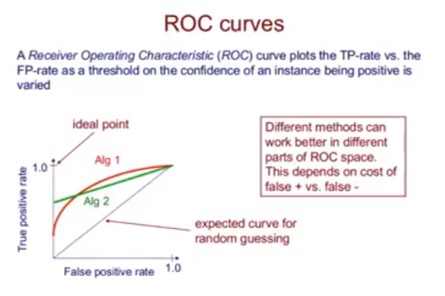 ROC curves
A Receiver Operating Characteristic (ROC) curve plots the TP-rate vs. the
FP-rate as a threshold on the confidence of an instance being positive is
varied
ideal point
1.0
Alg 1
Alg 2
True positive rate
False positive rate
1.0
expected curve for
random guessing
Different methods can
work better in different
parts of ROC space.
This depends on cost of
false + vs. false -